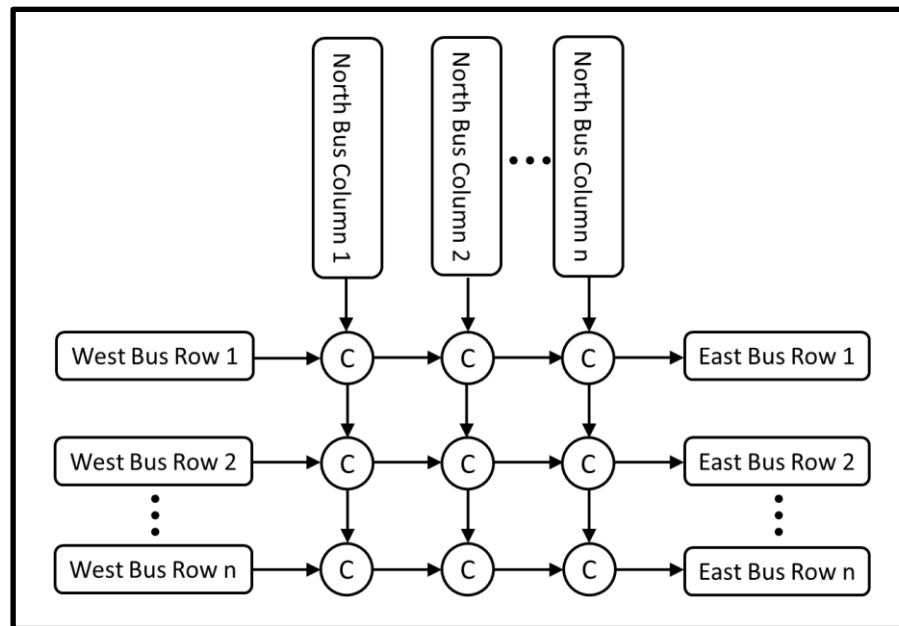 North Bus Column 1
North Bus Column 2
North Bus Column n
West Bus Row 1
C
C
C
East Bus Row 1
West Bus Row 2
C
C
C
East Bus Row 2
West Bus Row n
C
C
C
East Bus Row n